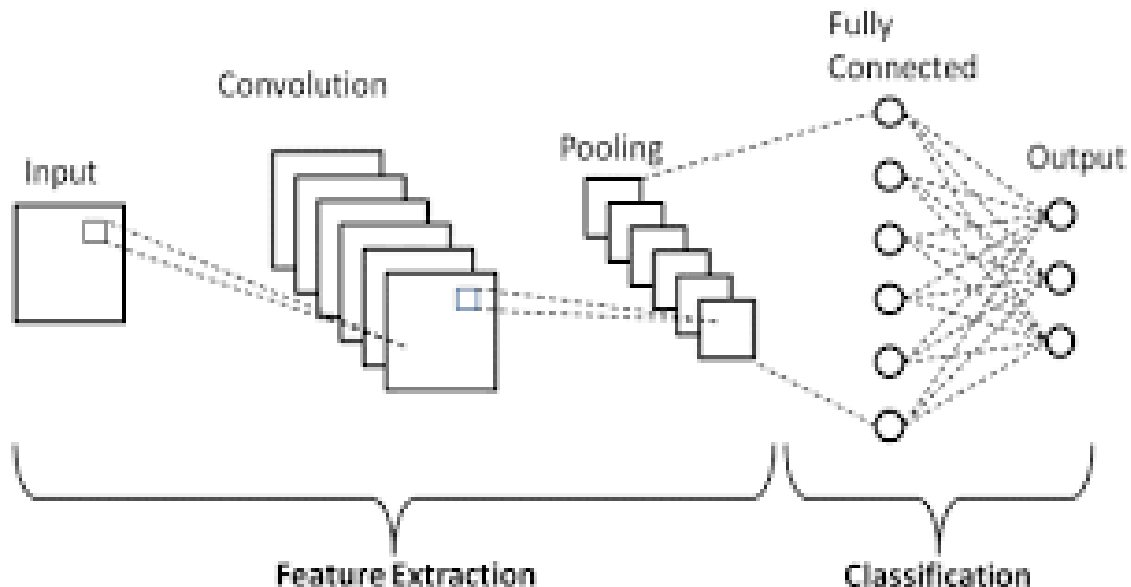 Input
Convolution
Pooling
Fully
Connected
Output
Feature Extraction
Classification